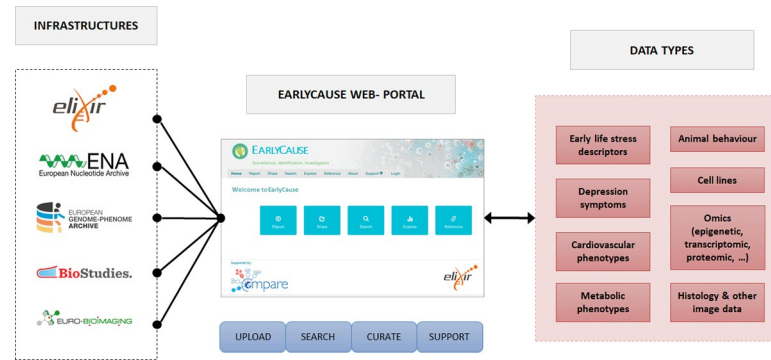 INFRASTRUCTURES
elixir
ENA
European Nucleotide Archive
EUROPEAN
GENOME-PHENOME
ARCHIVE
BioStudies.
EURO-BIOIMAGING
EARLYCAUSE WEB- PORTAL
EARLYCAUSE
Surveillance, Identification, Investigation
Home Report Share Search Explore Reference About Support Login
Welcome to EarlyCause
Report
Share
Search
Explore
Reference
Supported by:
compare
elixir
UPLOAD
SEARCH
CURATE
SUPPORT
DATA TYPES
Early life stress
descriptors
Depression
symptoms
Cardiovascular
phenotypes
Metabolic
phenotypes
Animal behaviour
Cell lines
Omics
(epigenetic,
transcriptomic,
proteomic, ...)
Histology & other
image data